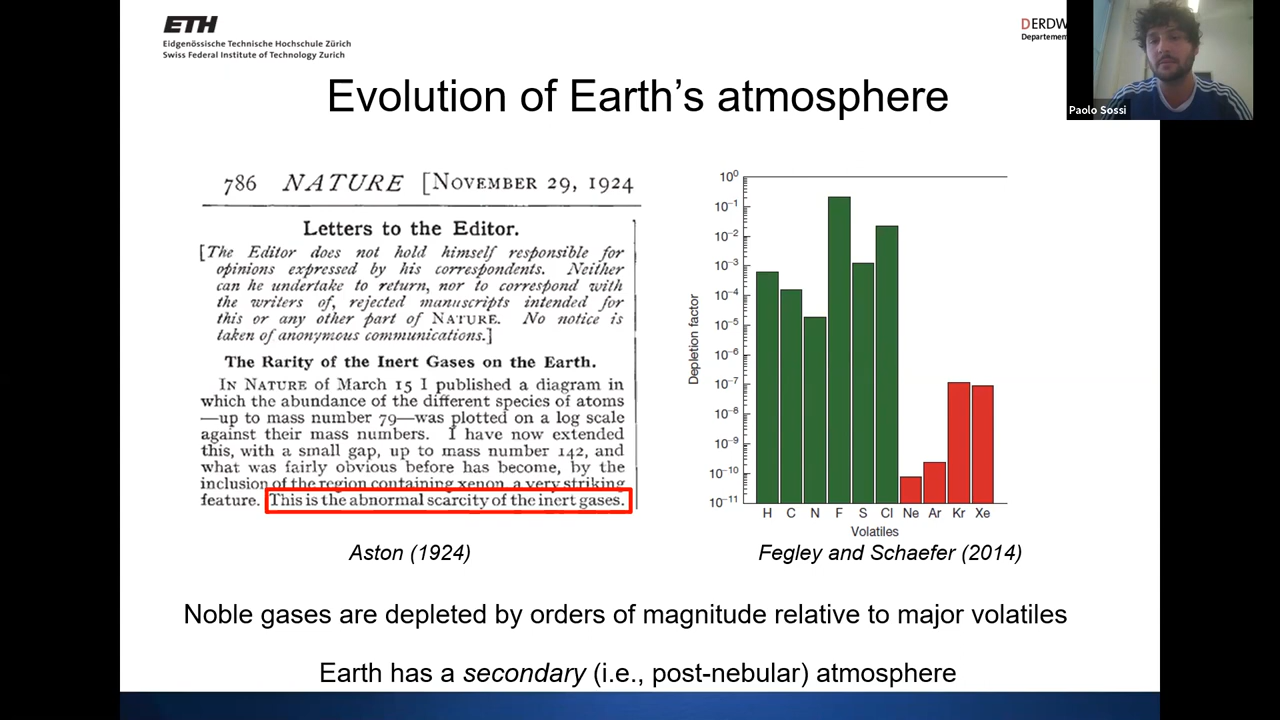 ETH
Eidgenössische Technische Hochschule Zürich
Swiss Federal Institute of Technology Zurich
DERDW
Departemen
Paolo Sossi
Evolution of Earth's atmosphere
786 NATURE [NOVEMBER 29, 1924
Letters to the Editor.
[The Editor does not hold himself responsible for
opinions expressed by his correspondents. Neither
can he undertake to return, nor to correspond with
the writers of, rejected manuscripts intended for
this or any other part of NATURE. No notice is
taken of anonymous communications.]
The Rarity of the Inert Gases on the Earth.
IN NATURE of March 15 I published a diagram in
which the abundance of the different species of atoms
—up to mass number 79—was plotted on a log scale
against their mass numbers. I have now extended
this, with a small gap, up to mass number 142, and
what was fairly obvious before has become, by the
inclusion of the region containing xenon, a very striking
feature. This is the abnormal scarcity of the inert gases.
Aston (1924)
Depletion factor
10⁰
10⁻¹
10⁻²
10⁻³
10⁻⁴
10⁻⁵
10⁻⁶
10⁻⁷
10⁻⁸
10⁻⁹
10⁻¹⁰
10⁻¹¹
H C N F S Cl Ne Ar Kr Xe
Volatiles
Fegley and Schaefer (2014)
Noble gases are depleted by orders of magnitude relative to major volatiles
Earth has a secondary (i.e., post-nebular) atmosphere